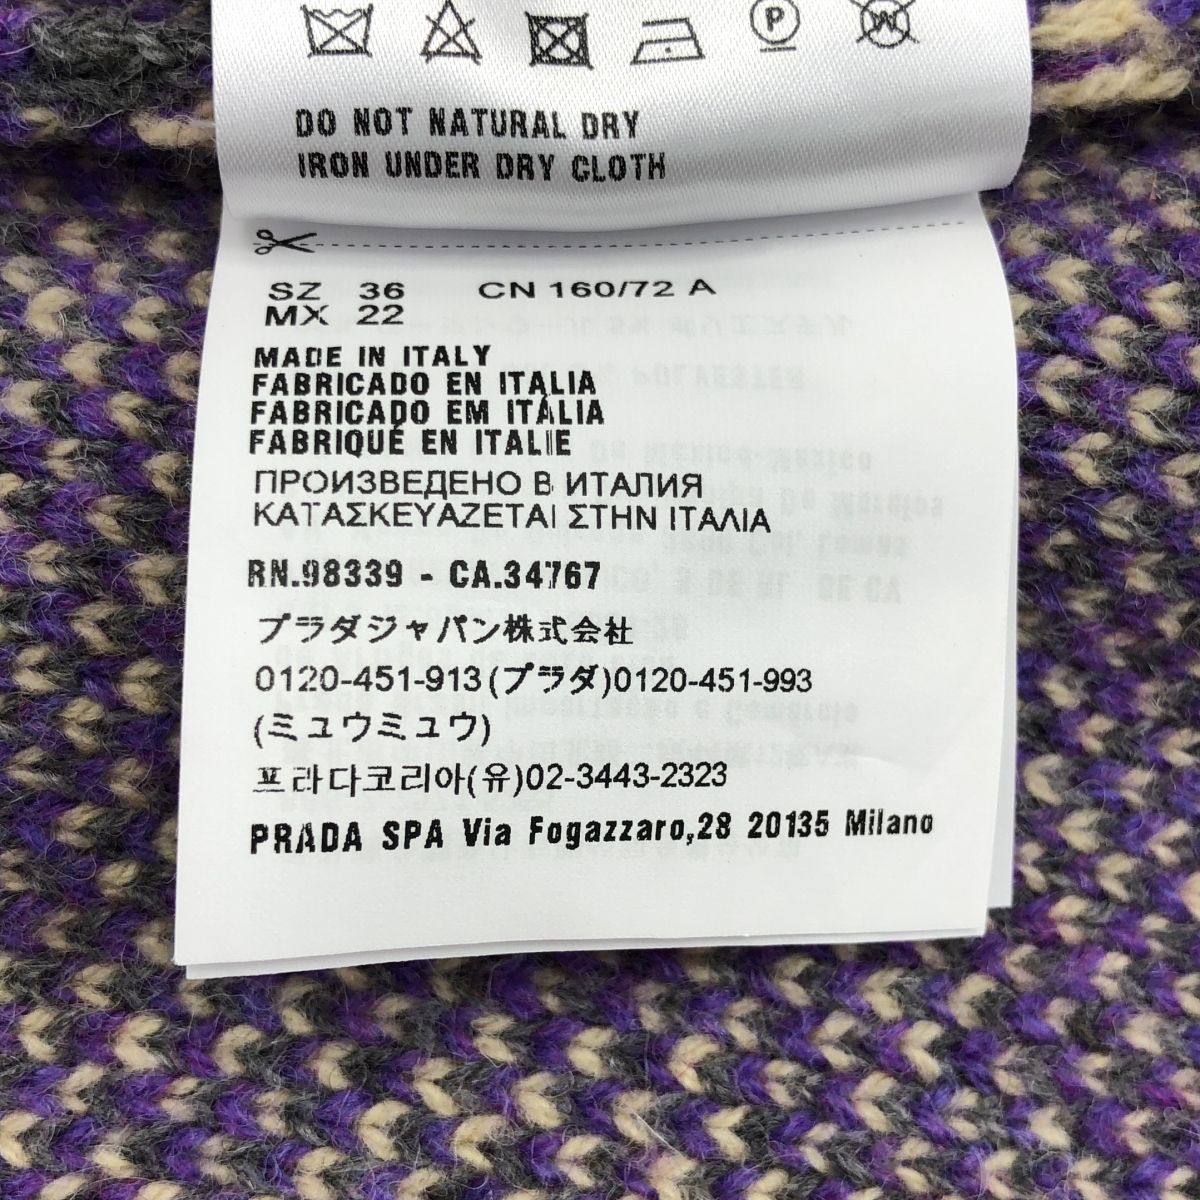 P
W
DO NOT NATURAL DRY
IRON UNDER DRY CLOTH
SZ 36 CN 160/72 A
MX 22
MADE IN ITALY
FABRICADO EN ITALIA
FABRICADO EM ITÁLIA
FABRIQUÉ EN ITALIE
ПРОИЗВЕДЕНО В ИТАЛИЯ
ΚΑΤΑΣΚΕΥΑΖΕΤΑΙ ΣΤΗΝ ΙΤΑΛΙΑ
RN.98339 - CA.34767
プラダジャパン株式会社
0120-451-913(プラダ)0120-451-993
(ミュウミュウ)
프라다코리아(유)02-3443-2323
PRADA SPA Via Fogazzaro,28 20135 Milano